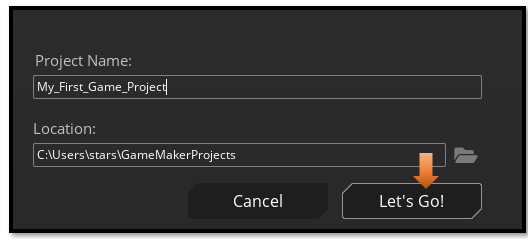 Project Name:
My_First_Game_Project
Location:
C:\Users\stars\GameMakerProjects
Cancel
Let's Go!